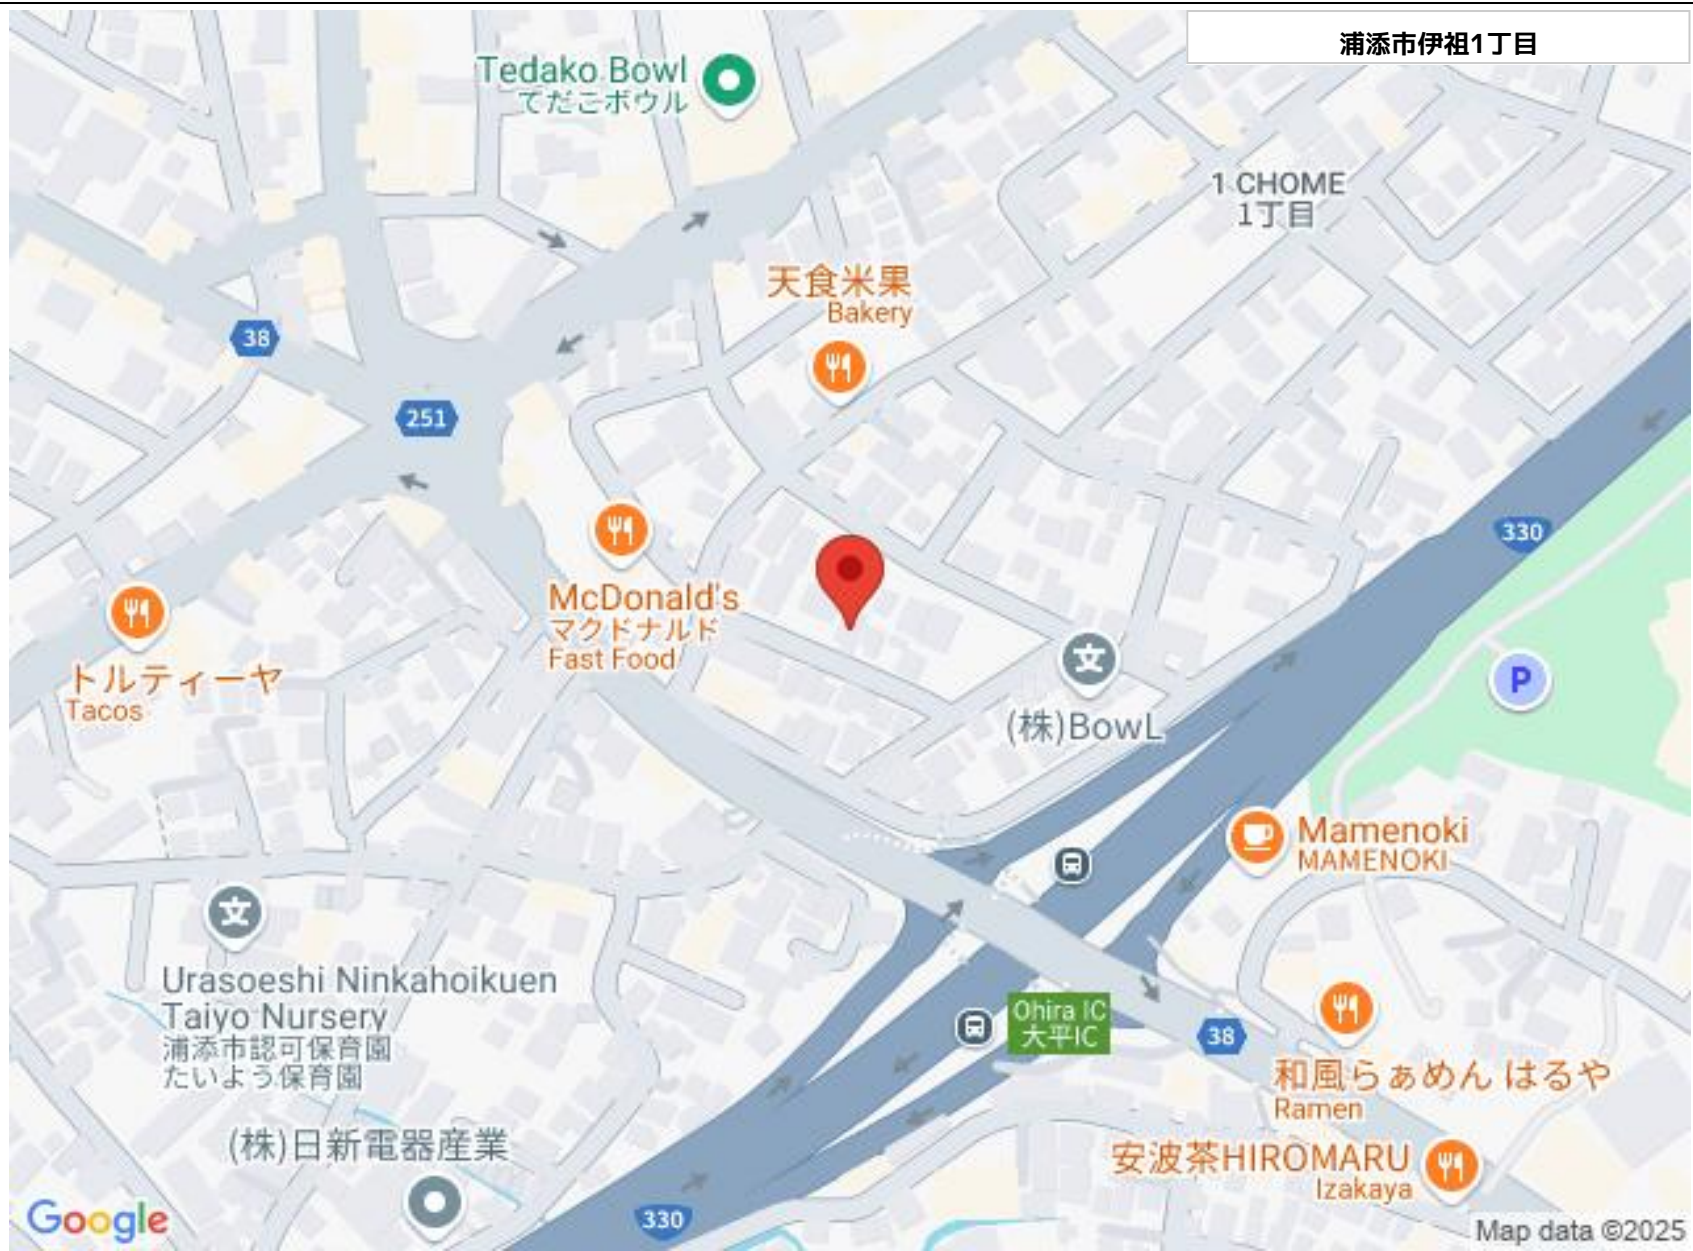 浦添市伊祖1丁目
Tedako Bowl
てだこボウル
1 CHOME
1丁目
天食米果
Bakery
38
251
330
McDonald's
マクドナルド
Fast Food
トルティーヤ
Tacos
文
(株)BowL
P
Mamenoki
MAMENOKI
文
Urasoeshi Ninkahoikuen
Taiyo Nursery
浦添市認可保育園
たいよう保育園
Ohira IC
大平IC
38
和風らぁめん はるや
Ramen
(株)日新電器産業
安波茶HIROMARU
Izakaya
330
Google
Map data ©2025